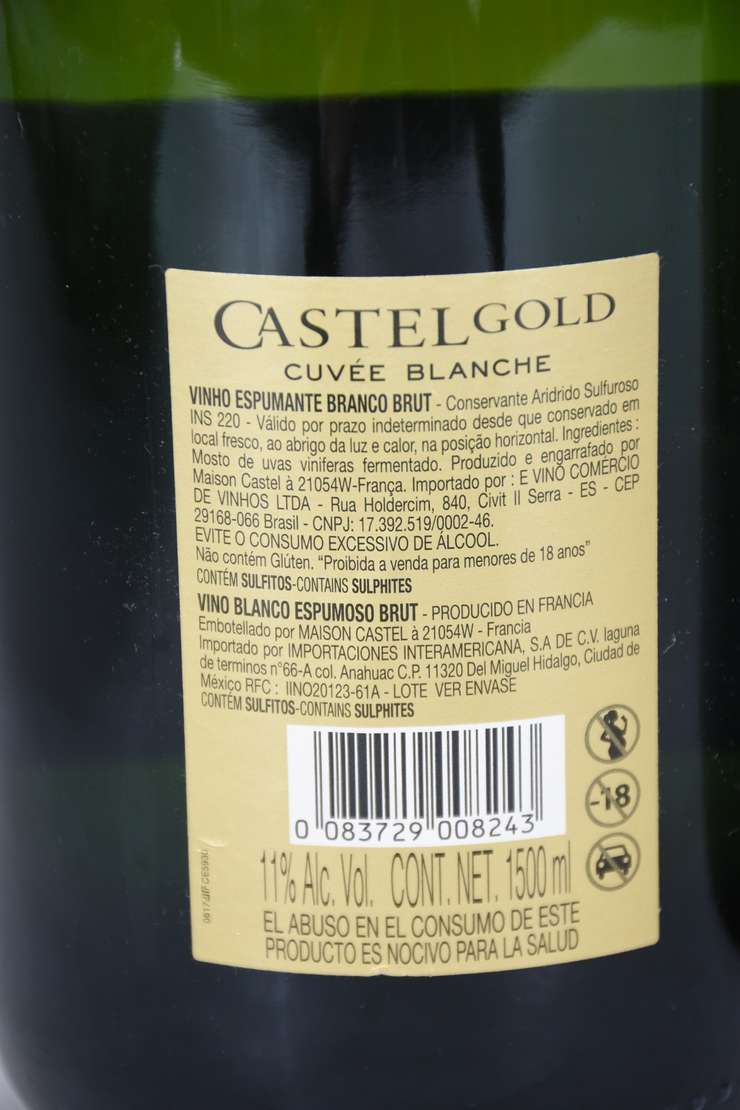 CASTEL GOLD
CUVÉE BLANCHE
VINHO ESPUMANTE BRANCO BRUT - Conservante Aridrido Sulfuroso
INS 220 - Válido por prazo indeterminado desde que conservado em
local fresco, ao abrigo da luz e calor, na posição horizontal. Ingredientes :
Mosto de uvas viniferas fermentado. Produzido e engarrafado por
Maison Castel à 21054W-França. Importado por : E VINO COMÉRCIO
DE VINHOS LTDA - Rua Holdercim, 840, Civit II Serra - ES - CEP
29168-066 Brasil - CNPJ: 17.392.519/0002-46.
EVITE O CONSUMO EXCESSIVO DE ÁLCOOL.
Não contém Glúten. "Proibida a venda para menores de 18 anos"
CONTÉM SULFITOS-CONTAINS SULPHITES
VINO BLANCO ESPUMOSO BRUT - PRODUCIDO EN FRANCIA
Embotellado por MAISON CASTEL à 21054W - Francia
Importado por IMPORTACIONES INTERAMERICANA, S.A DE C.V. laguna
de terminos n°66-A col. Anahuac C.P. 11320 Del Miguel Hidalgo, Ciudad de
México RFC : IINO20123-61A - LOTE VER ENVASE
CONTÉM SULFITOS-CONTAINS SULPHITES
0 083729 008243
-18
11% Alc. Vol. CONT. NET. 1500 ml
EL ABUSO EN EL CONSUMO DE ESTE
PRODUCTO ES NOCIVO PARA LA SALUD